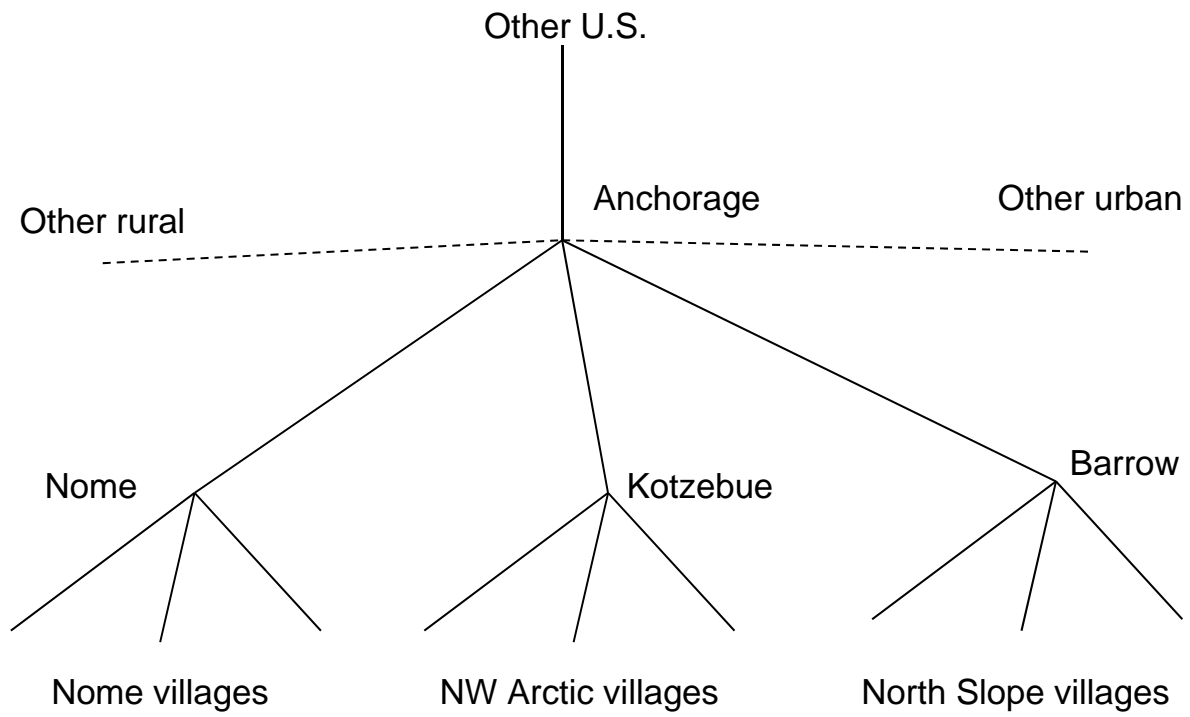 Other U.S.
Anchorage
Other urban
Other rural
Barrow
Nome
Kotzebue
Nome villages
NW Arctic villages
North Slope villages